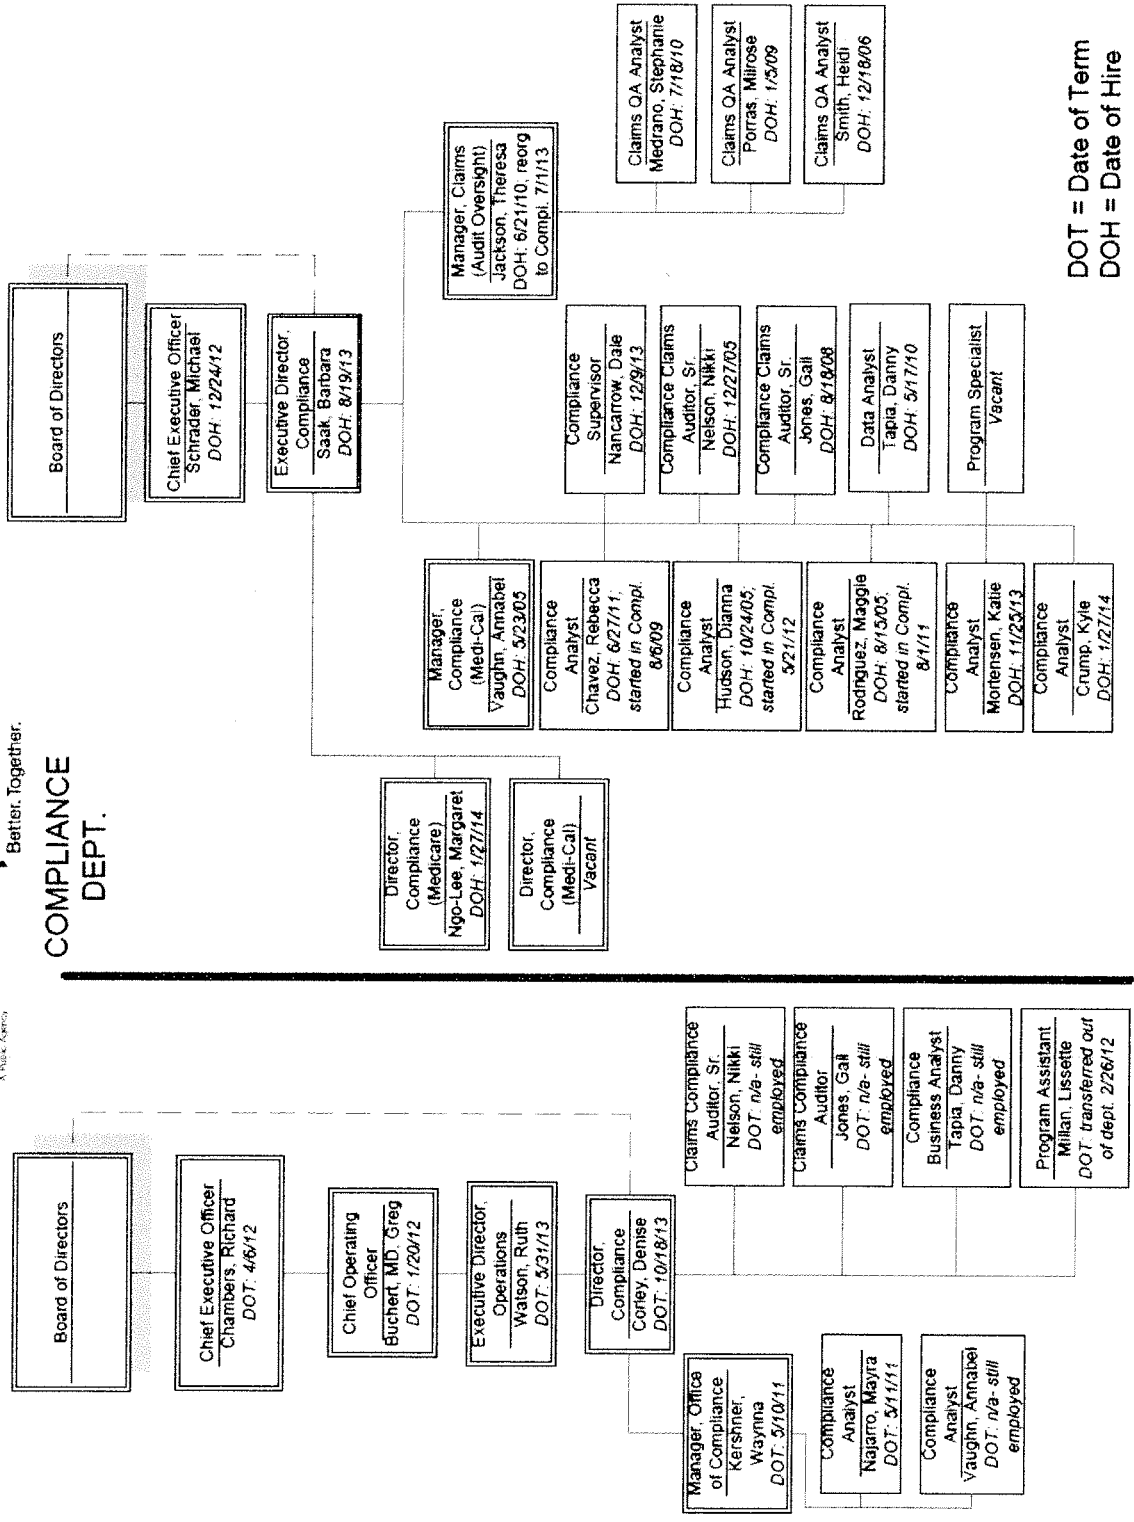 A Public Agency
Better. Together.
COMPLIANCE
DEPT.
Board of Directors
Chief Executive Officer
Chambers, Richard
DOT: 4/6/12
Chief Operating
Officer
Buchert, MD. Greg
DOT: 1/20/12
Executive Director,
Operations
Watson, Ruth
DOT: 5/31/13
Director,
Compliance
Corley, Denise
DOT: 10/18/13
Manager, Office
of Compliance
Kershner,
Waynna
DOT: 5/10/11
Compliance
Analyst
Najarro, Mayra
DOT: 5/11/11
Compliance
Analyst
Vaughn, Annabel
DOT: n/a- still
employed
Claims Compliance
Auditor, Sr.
Nelson, Nikki
DOT: n/a- still
employed
Claims Compliance
Auditor
Jones, Gail
DOT: n/a- still
employed
Compliance
Business Analyst
Tapia, Danny
DOT: n/a- still
employed
Program Assistant
Millan, Lissette
DOT: transferred out
of dept. 2/26/12
Board of Directors
Chief Executive Officer
Schrader, Michael
DOH: 12/24/12
Executive Director,
Compliance
Saak, Barbara
DOH: 8/19/13
Director,
Compliance
(Medicare)
Ngo-Lee, Margaret
DOH: 1/27/14
Director,
Compliance
(Medi-Cal)
Vacant
Manager,
Compliance
(Medi-Cal)
Vaughn, Annabel
DOH: 5/23/05
Compliance
Analyst
Chavez, Rebecca
DOH: 6/27/11;
started in Compl.
8/6/09
Compliance
Analyst
Hudson, Dianna
DOH: 10/24/05;
started in Compl.
5/21/12
Compliance
Analyst
Rodriguez, Maggie
DOH: 8/15/05;
started in Compl.
8/1/11
Compliance
Analyst
Mortensen, Katie
DOH: 11/25/13
Compliance
Analyst
Crump, Kyle
DOH: 1/27/14
Compliance
Supervisor
Nancarrow, Dale
DOH: 12/9/13
Compliance Claims
Auditor, Sr.
Nelson, Nikki
DOH: 12/27/05
Compliance Claims
Auditor, Sr.
Jones, Gail
DOH: 8/18/08
Data Analyst
Tapia, Danny
DOH: 5/17/10
Program Specialist
Vacant
Manager, Claims
(Audit Oversight)
Jackson, Theresa
DOH: 6/21/10; reorg
to Compl. 7/1/13
Claims QA Analyst
Medrano, Stephanie
DOH: 7/18/10
Claims QA Analyst
Porras, Milrose
DOH: 1/5/09
Claims QA Analyst
Smith, Heidi
DOH: 12/18/06
DOT = Date of Term
DOH = Date of Hire